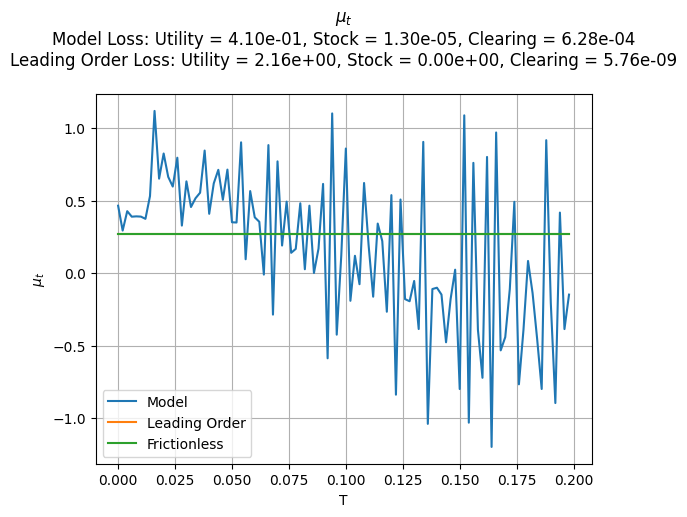 μₜ
Model Loss: Utility = 4.10e-01, Stock = 1.30e-05, Clearing = 6.28e-04
Leading Order Loss: Utility = 2.16e+00, Stock = 0.00e+00, Clearing = 5.76e-09
1.0
0.5
0.0
−0.5
−1.0
μₜ
Model
Leading Order
Frictionless
0.000 0.025 0.050 0.075 0.100 0.125 0.150 0.175 0.200
T